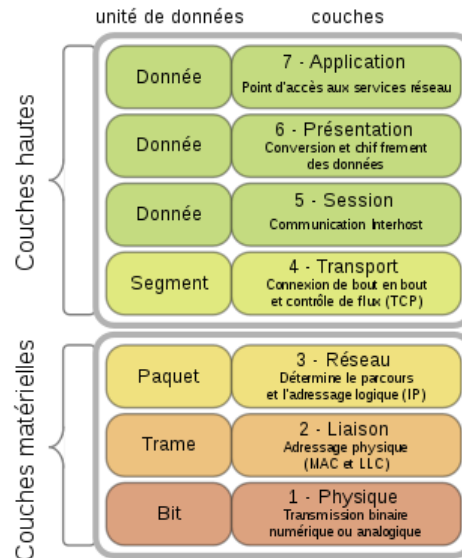 unité de données
couches
Couches hautes
Donnée
7 - Application
Point d'accès aux services réseau
Donnée
6 - Présentation
Conversion et chiffrement
des données
Donnée
5 - Session
Communication Interhost
Segment
4 - Transport
Connexion de bout en bout
et contrôle de flux (TCP)
Couches matérielles
Paquet
3 - Réseau
Détermine le parcours
et l'adressage logique (IP)
Trame
2 - Liaison
Adressage physique
(MAC et LLC)
Bit
1 - Physique
Transmission binaire
numérique ou analogique